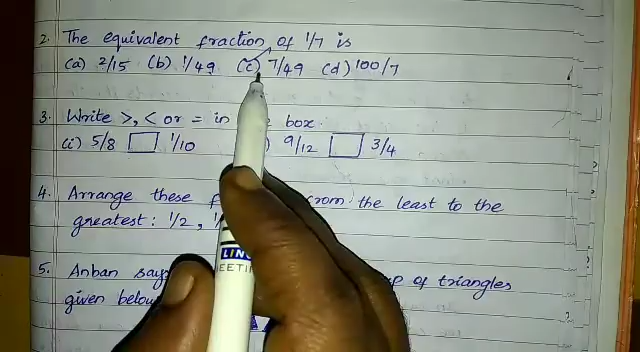 2. The equivalent fraction of 1/7 is
(a) 2/15 (b) 1/49 (c) 7/49 (d) 100/7
3. Write >, < or = in box.
(i) 5/8 □ 1/10 9/12 □ 3/4
4. Arrange these from the least to the
greatest: 1/2,
5. Anban of triangles
given below
LINC